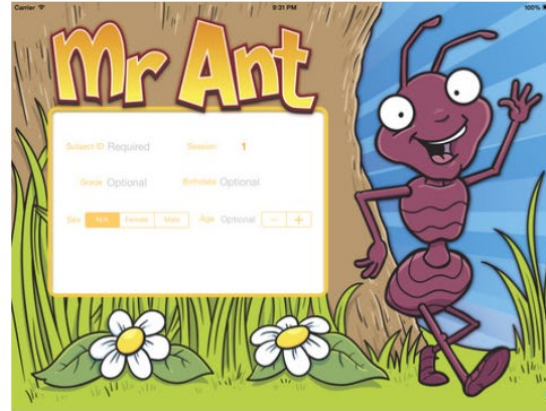 Carrier 9:31 PM 100%
Mr Ant
Subject ID Required Session 1
Grade Optional Birthdate Optional
Sex N/A Female Male Age Optional − +